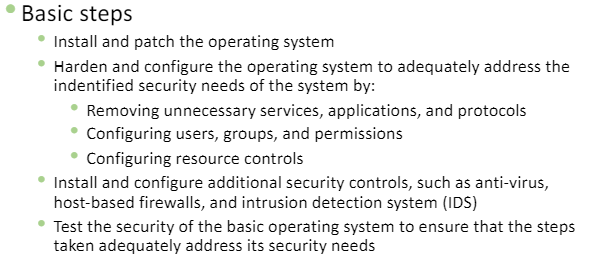 Basic steps
Install and patch the operating system
Harden and configure the operating system to adequately address the
indentified security needs of the system by:
Removing unnecessary services, applications, and protocols
Configuring users, groups, and permissions
Configuring resource controls
Install and configure additional security controls, such as anti-virus,
host-based firewalls, and intrusion detection system (IDS)
Test the security of the basic operating system to ensure that the steps
taken adequately address its security needs